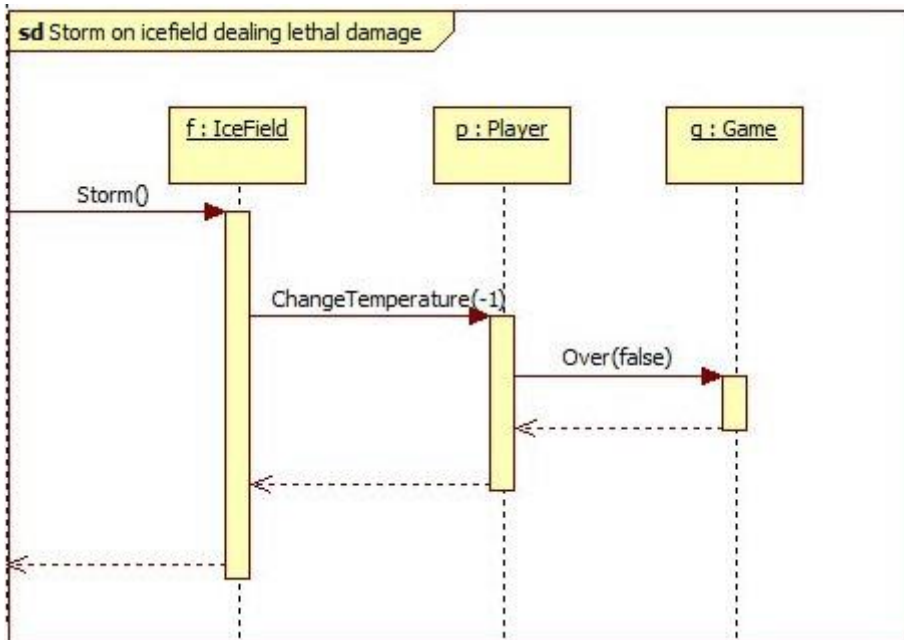 sd Storm on icefield dealing lethal damage
f : IceField
p : Player
g : Game
Storm()
ChangeTemperature(-1)
Over(false)